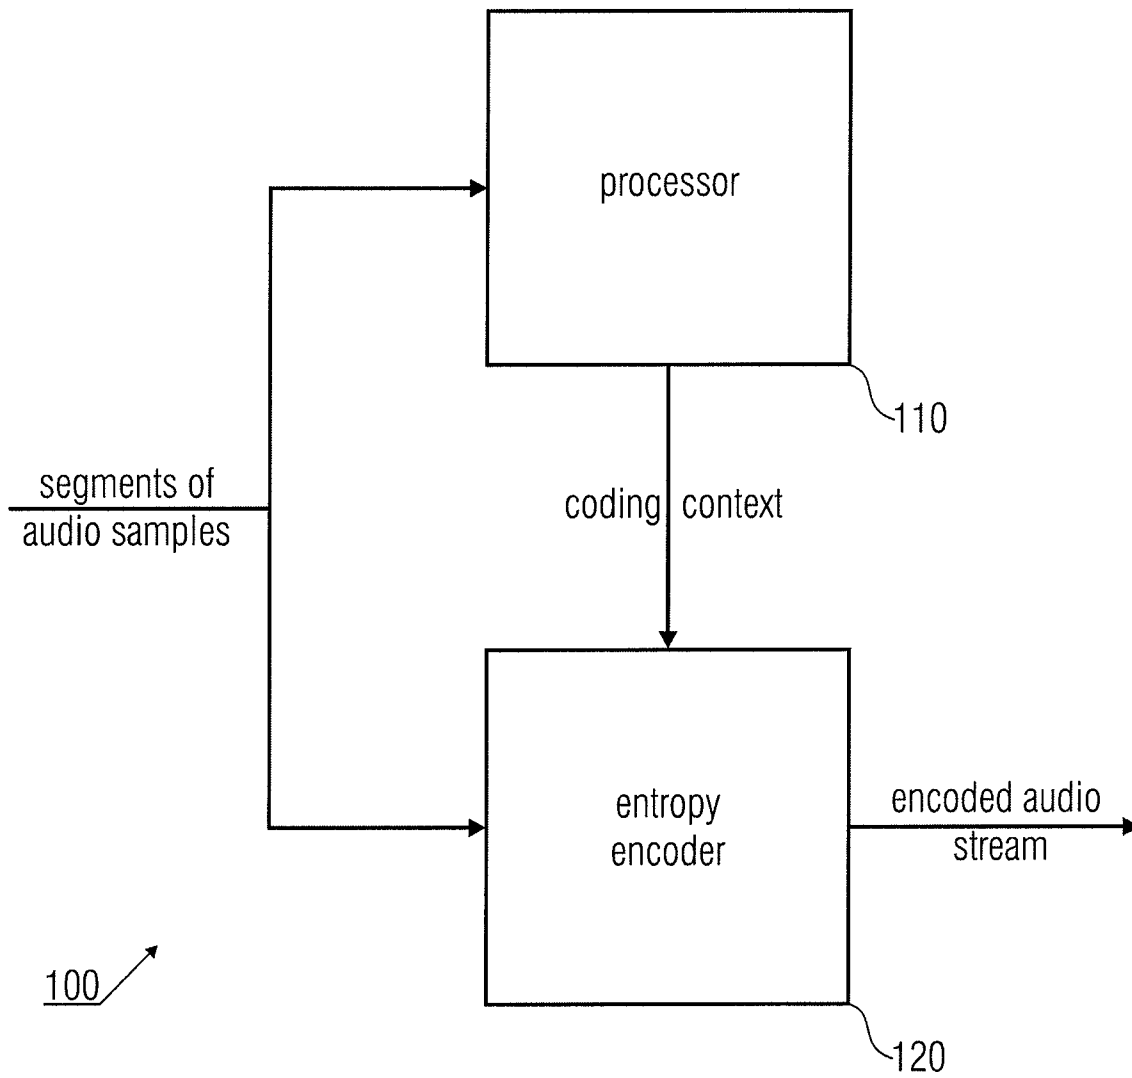 processor
110
segments of
audio samples
coding context
entropy
encoder
encoded audio
stream
100
120